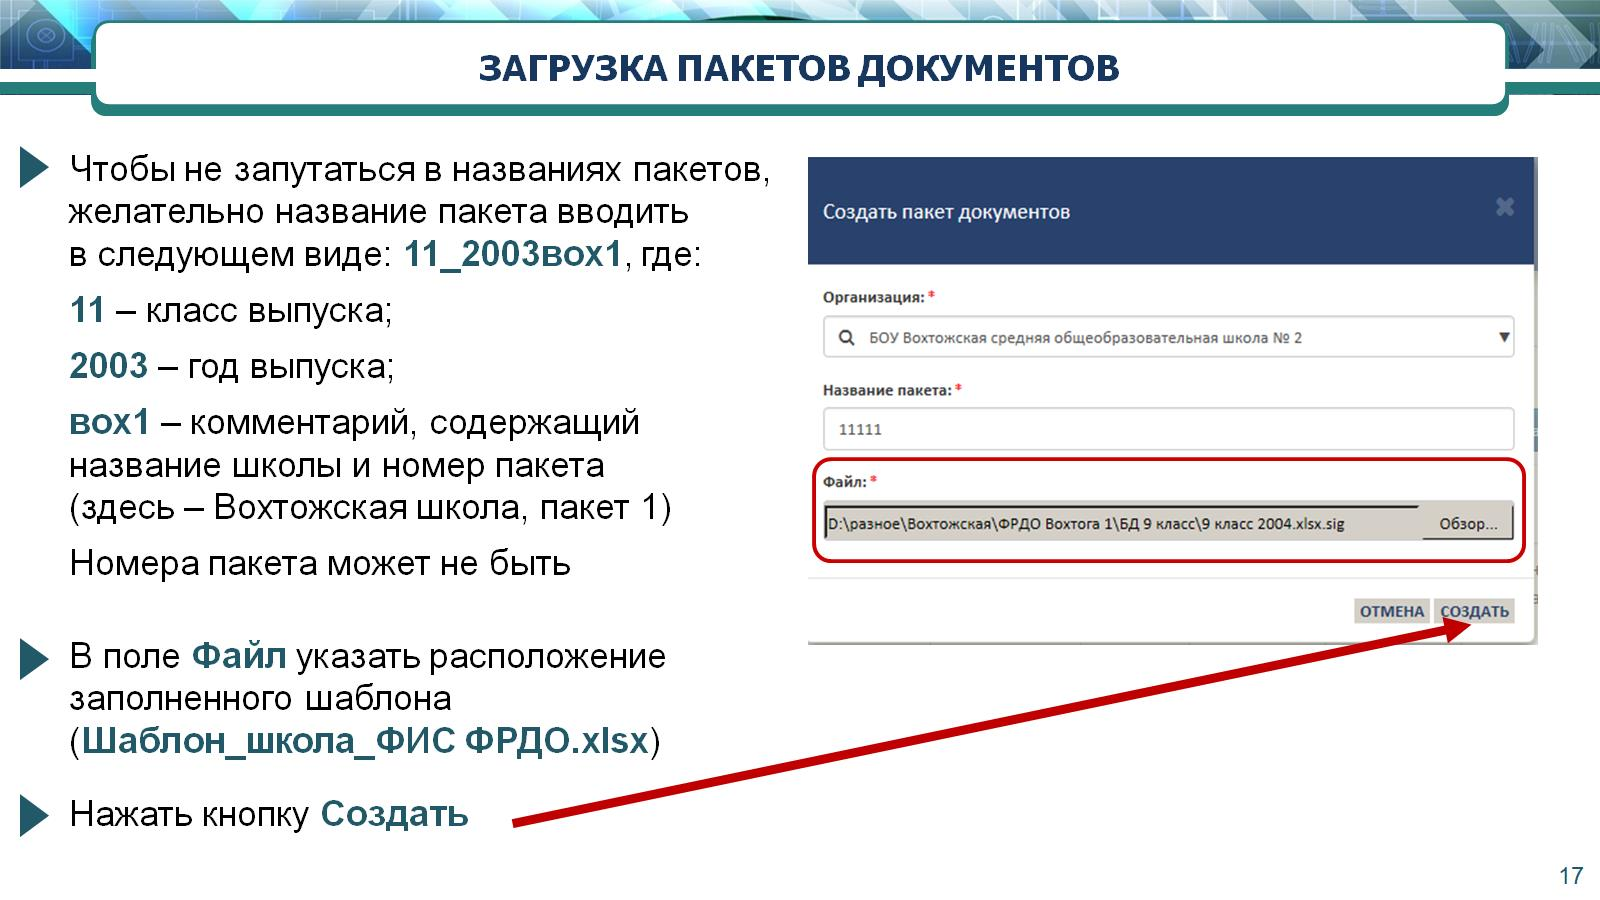 ЗАГРУЗКА ПАКЕТОВ ДОКУМЕНТОВ
Чтобы не запутаться в названиях пакетов,
желательно название пакета вводить
в следующем виде: 11_2003вох1, где:
11 – класс выпуска;
2003 – год выпуска;
вох1 – комментарий, содержащий
название школы и номер пакета
(здесь – Вохтожская школа, пакет 1)
Номера пакета может не быть
В поле Файл указать расположение
заполненного шаблона
(Шаблон_школа_ФИС ФРДО.xlsx)
Нажать кнопку Создать
Создать пакет документов
Организация: *
БОУ Вохтожская средняя общеобразовательная школа № 2
Название пакета: *
11111
Файл: *
D:\разное\Вохтожская\ФРДО Вохтога 1\БД 9 класс\9 класс 2004.xlsx.sig
Обзор...
ОТМЕНА СОЗДАТЬ
17